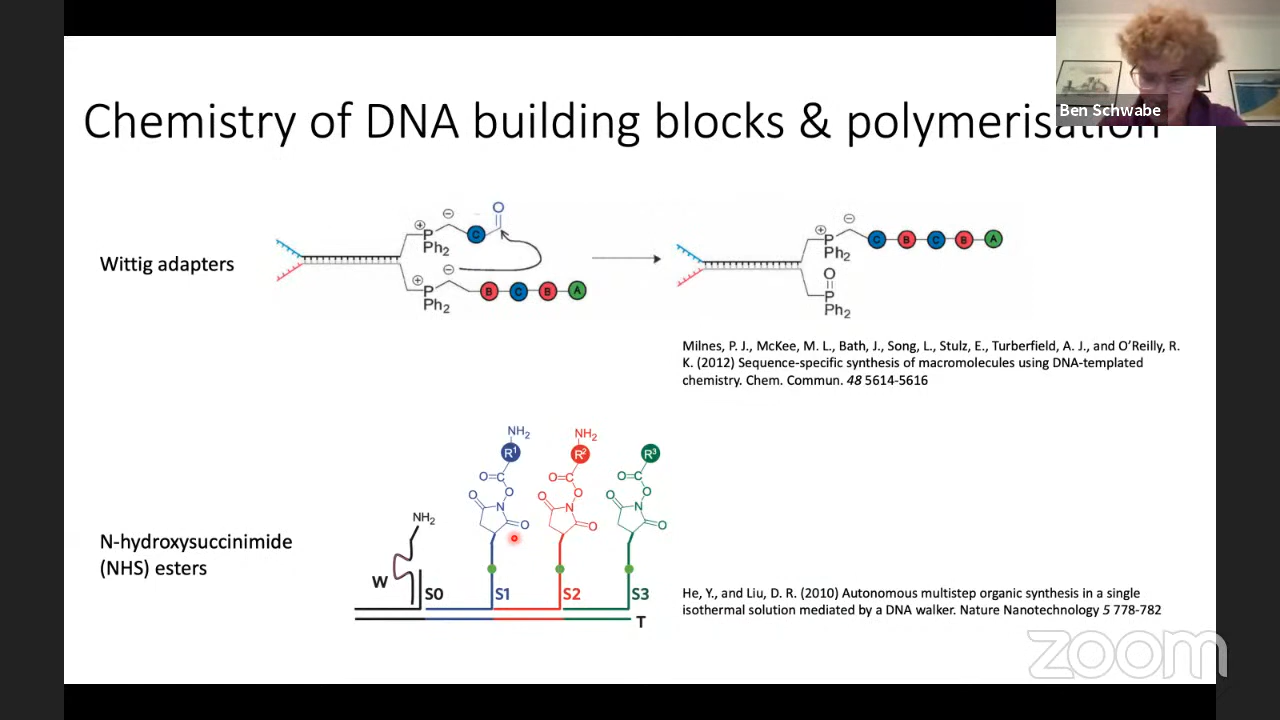 Ben Schwabe
Chemistry of DNA building blocks & polymerisation
Wittig adapters
⊕ P Ph2 ⊖ C O
⊕ P Ph2 ⊖ B C B A
⊕ P Ph2 ⊖ C B C B A
O P Ph2
Milnes, P. J., McKee, M. L., Bath, J., Song, L., Stulz, E., Turberfield, A. J., and O'Reilly, R.
K. (2012) Sequence-specific synthesis of macromolecules using DNA-templated
chemistry. Chem. Commun. 48 5614-5616
N-hydroxysuccinimide
(NHS) esters
NH2 NH2
R1 R2 R3
O=C O=C O=C
O O O
O N O N O N
NH2 O O O
W S0 S1 S2 S3
T
He, Y., and Liu, D. R. (2010) Autonomous multistep organic synthesis in a single
isothermal solution mediated by a DNA walker. Nature Nanotechnology 5 778-782
zoom